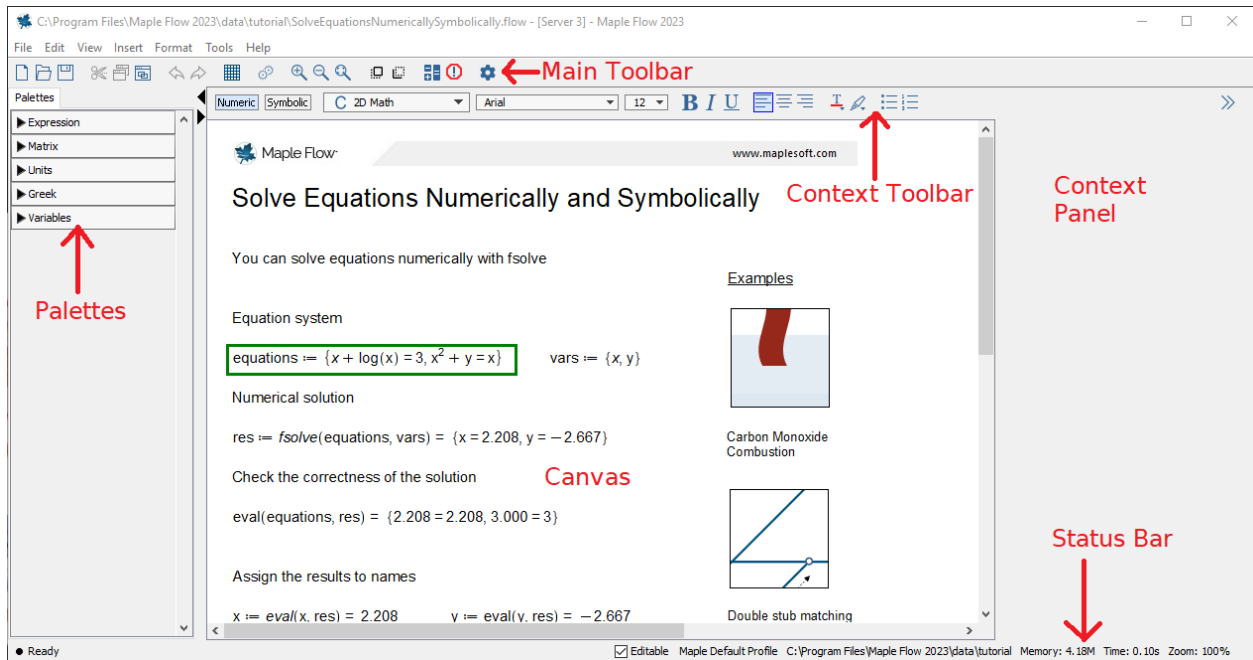 C:\Program Files\Maple Flow 2023\data\tutorial\SolveEquationsNumericallySymbolically.flow - [Server 3] - Maple Flow 2023
File Edit View Insert Format Tools Help
Main Toolbar
Palettes
Numeric Symbolic C 2D Math Arial 12 B I U T
Expression
Matrix
Units
Greek
Variables
Palettes
Maple Flow
www.maplesoft.com
Solve Equations Numerically and Symbolically
Context Toolbar
Context
Panel
You can solve equations numerically with fsolve
Examples
Equation system
equations := {x + log(x) = 3, x² + y = x} vars := {x, y}
Numerical solution
res := fsolve(equations, vars) = {x = 2.208, y = −2.667}
Carbon Monoxide
Combustion
Check the correctness of the solution
Canvas
eval(equations, res) = {2.208 = 2.208, 3.000 = 3}
Status Bar
Assign the results to names
x := eval(x, res) = 2.208 y := eval(y, res) = −2.667
Double stub matching
Ready
Editable Maple Default Profile C:\Program Files\Maple Flow 2023\data\tutorial Memory: 4.18M Time: 0.10s Zoom: 100%